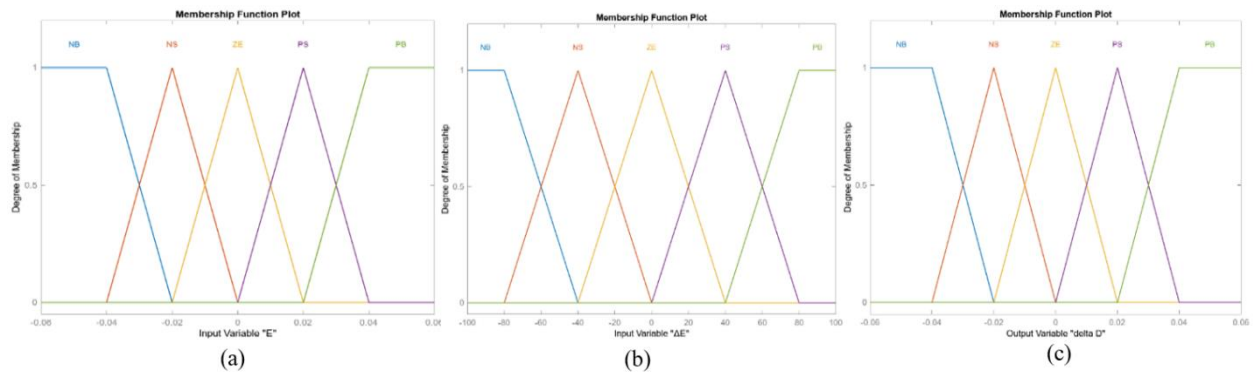 Membership Function Plot
NB NS ZE PS PB
1
0.5
0
Degree of Membership
-0.06 -0.04 -0.02 0 0.02 0.04 0.06
Input Variable "E"
(a)
Membership Function Plot
NB NS ZE PS PB
1
0.5
0
Degree of Membership
-100 -80 -60 -40 -20 0 20 40 60 80 100
Input Variable "ΔE"
(b)
Membership Function Plot
NB NS ZE PS PB
1
0.5
0
Degree of Membership
-0.06 -0.04 -0.02 0 0.02 0.04 0.06
Output Variable "delta D"
(c)